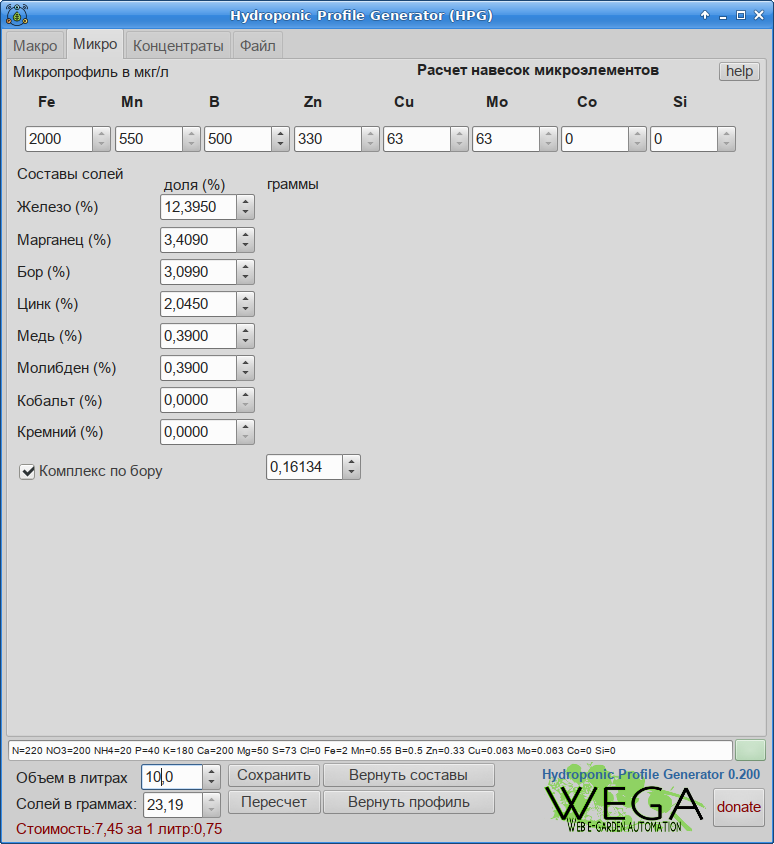 Hydroponic Profile Generator (HPG)
Макро Микро Концентраты Файл
Микропрофиль в мкг/л Расчет навесок микроэлементов help
Fe Mn B Zn Cu Mo Co Si
2000 550 500 330 63 63 0 0
Составы солей
доля (%) граммы
Железо (%) 12,3950
Марганец (%) 3,4090
Бор (%) 3,0990
Цинк (%) 2,0450
Медь (%) 0,3900
Молибден (%) 0,3900
Кобальт (%) 0,0000
Кремний (%) 0,0000
Комплекс по бору 0,16134
N=220 NO3=200 NH4=20 P=40 K=180 Ca=200 Mg=50 S=73 Cl=0 Fe=2 Mn=0.55 B=0.5 Zn=0.33 Cu=0.063 Mo=0.063 Co=0 Si=0
Объем в литрах 10,0 Сохранить Вернуть составы Hydroponic Profile Generator 0.200
Солей в граммах: 23,19 Пересчет Вернуть профиль WEGA donate
WEB E-GARDEN AUTOMATION
Стоимость:7,45 за 1 литр:0,75